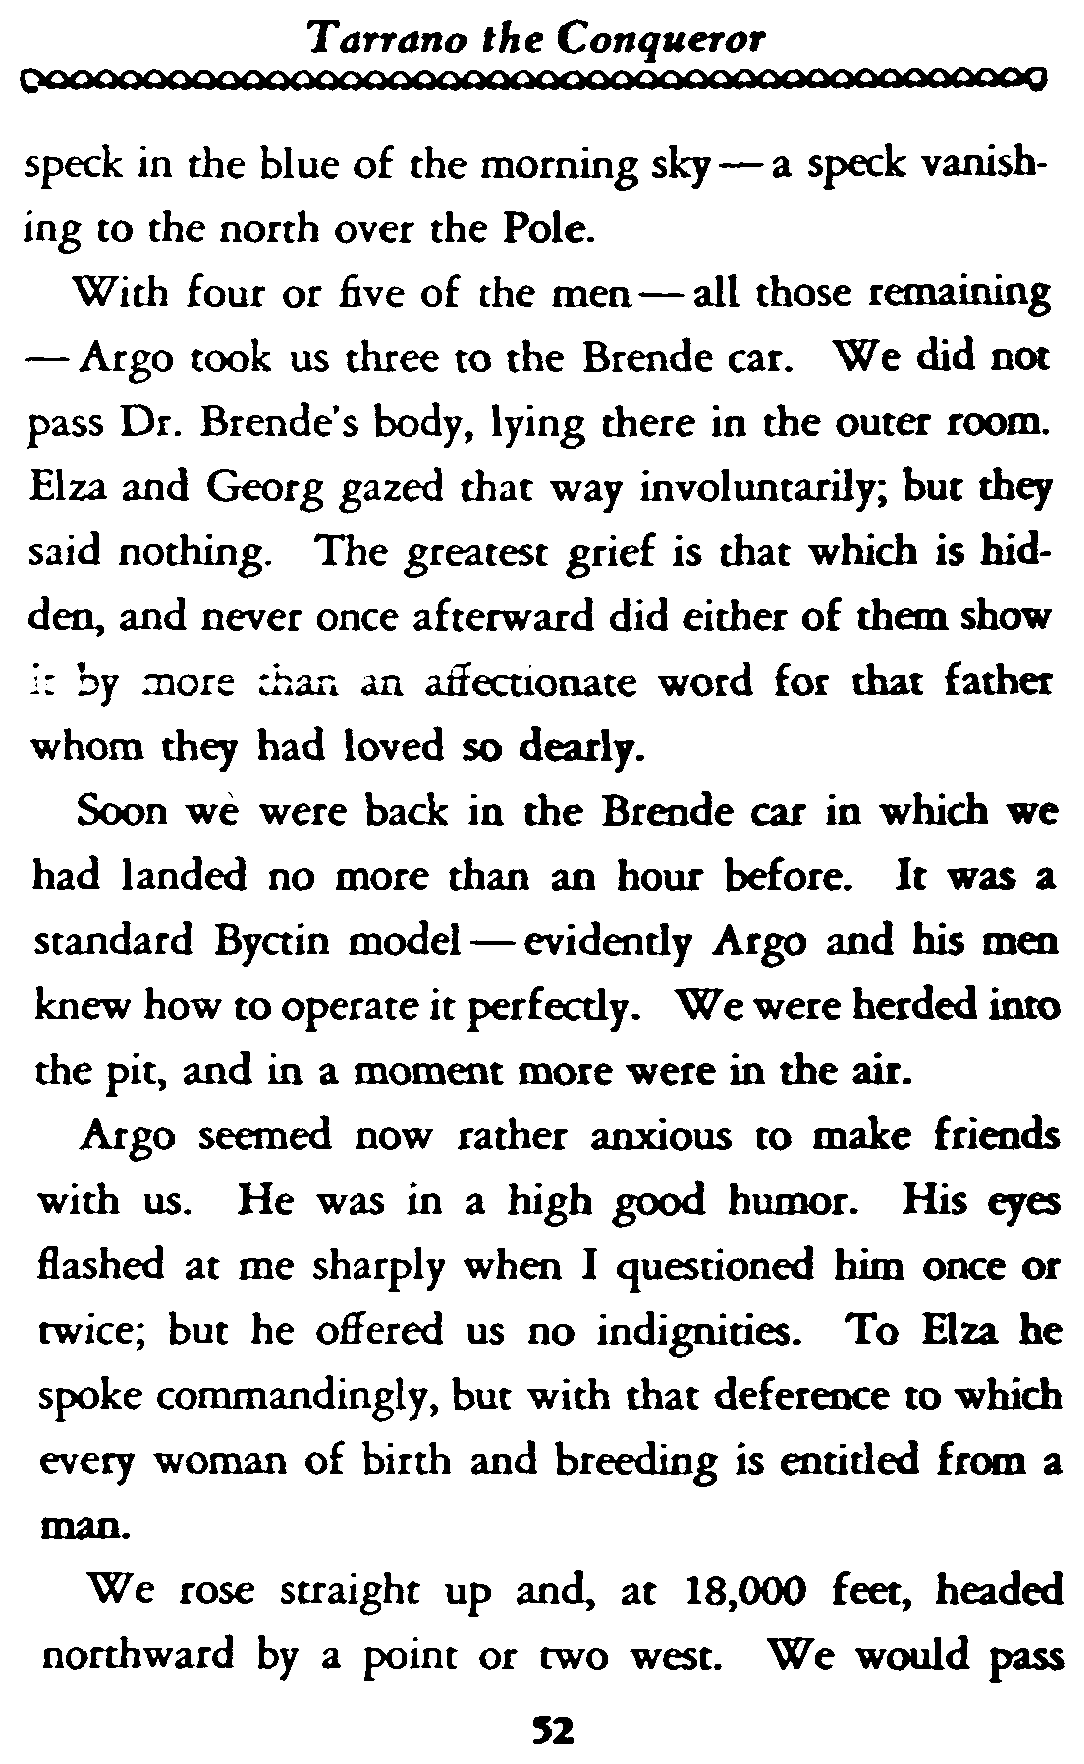 Tarrano the Conqueror
speck in the blue of the morning sky — a speck vanish-
ing to the north over the Pole.
With four or five of the men — all those remaining
— Argo took us three to the Brende car. We did not
pass Dr. Brende's body, lying there in the outer room.
Elza and Georg gazed that way involuntarily; but they
said nothing. The greatest grief is that which is hid-
den, and never once afterward did either of them show
it by more than an affectionate word for that father
whom they had loved so dearly.
Soon we were back in the Brende car in which we
had landed no more than an hour before. It was a
standard Byctin model — evidently Argo and his men
knew how to operate it perfectly. We were herded into
the pit, and in a moment more were in the air.
Argo seemed now rather anxious to make friends
with us. He was in a high good humor. His eyes
flashed at me sharply when I questioned him once or
twice; but he offered us no indignities. To Elza he
spoke commandingly, but with that deference to which
every woman of birth and breeding is entitled from a
man.
We rose straight up and, at 18,000 feet, headed
northward by a point or two west. We would pass
52